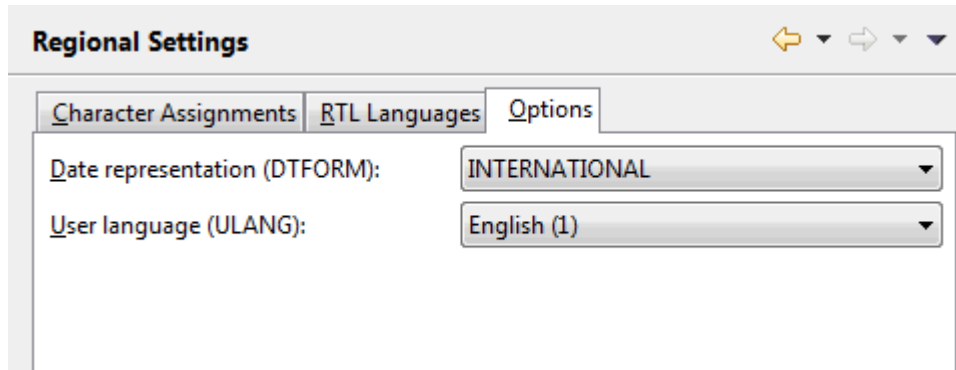 Regional Settings
Character Assignments RTL Languages Options
Date representation (DTFORM): INTERNATIONAL
User language (ULANG): English (1)